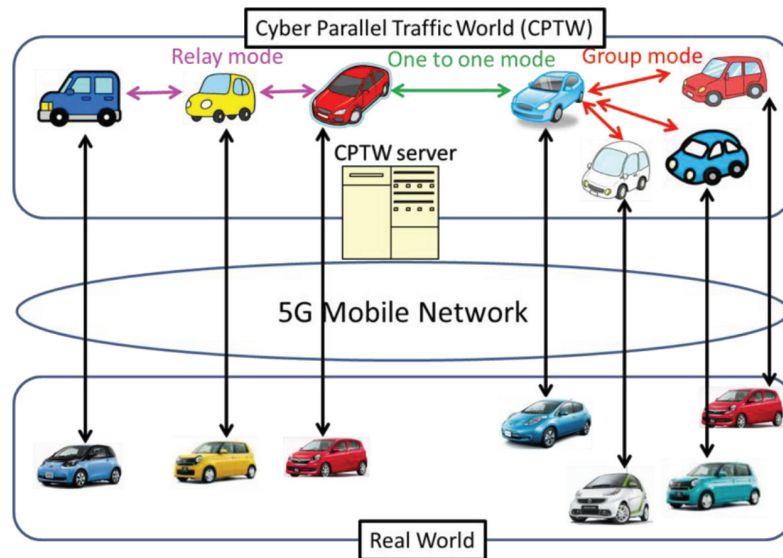 Cyber Parallel Traffic World (CPTW)
Relay mode
One to one mode
Group mode
CPTW server
5G Mobile Network
Real World